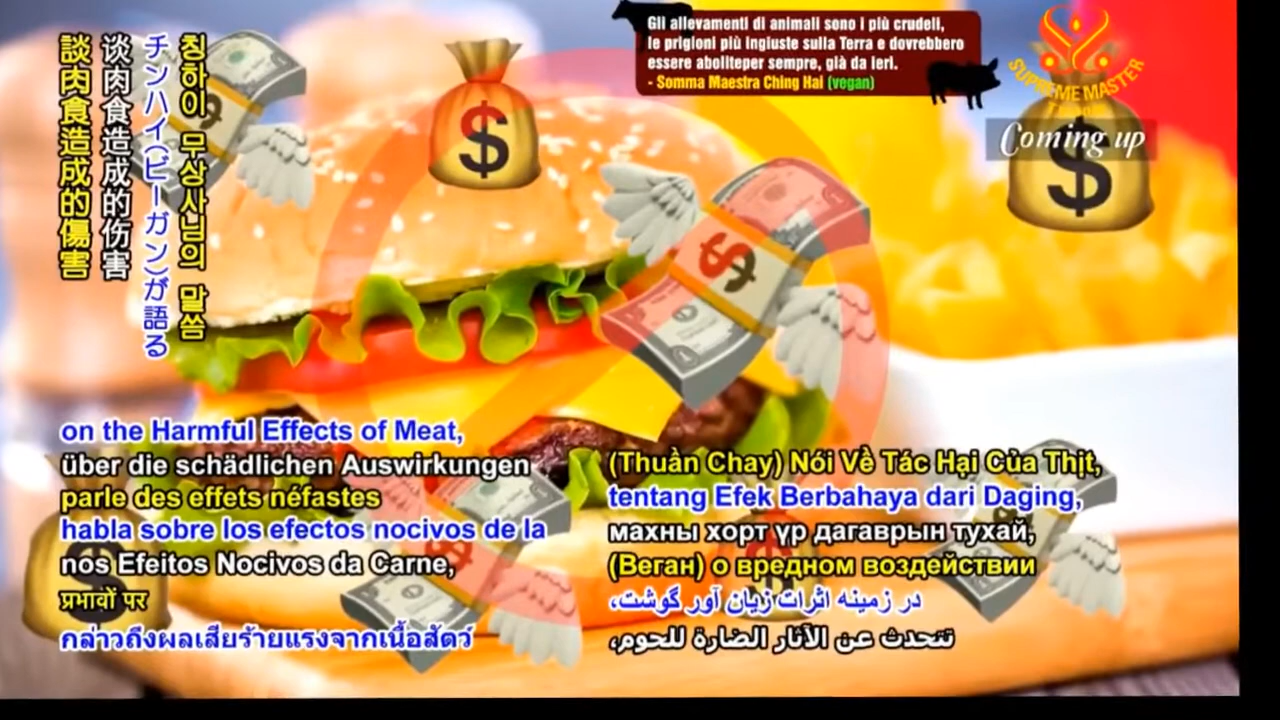 Gli allevamenti di animali sono i più crudeli,
le prigioni più ingiuste sulla Terra e dovrebbero
essere abollteper sempre, già da ieri.
- Somma Maestra Ching Hai (vegan)
SUPREME MASTER
Coming up
칭하이 무상사님의 말씀
チンハイ(ビーガン)が語る
谈肉食造成的伤害
談肉食造成的傷害
on the Harmful Effects of Meat,
über die schädlichen Auswirkungen
parle des effets néfastes
habla sobre los efectos nocivos de la
nos Efeitos Nocivos da Carne,
प्रभावों पर
กล่าวถึงผลเสียร้ายแรงจากเนื้อสัตว์
(Thuần Chay) Nói Về Tác Hại Của Thịt,
tentang Efek Berbahaya dari Daging,
махны хорт үр дагаврын тухай,
(Веган) о вредном воздействии
در زمینه اثرات زیان آور گوشت،
تتحدث عن الآثار الضارة للحوم،